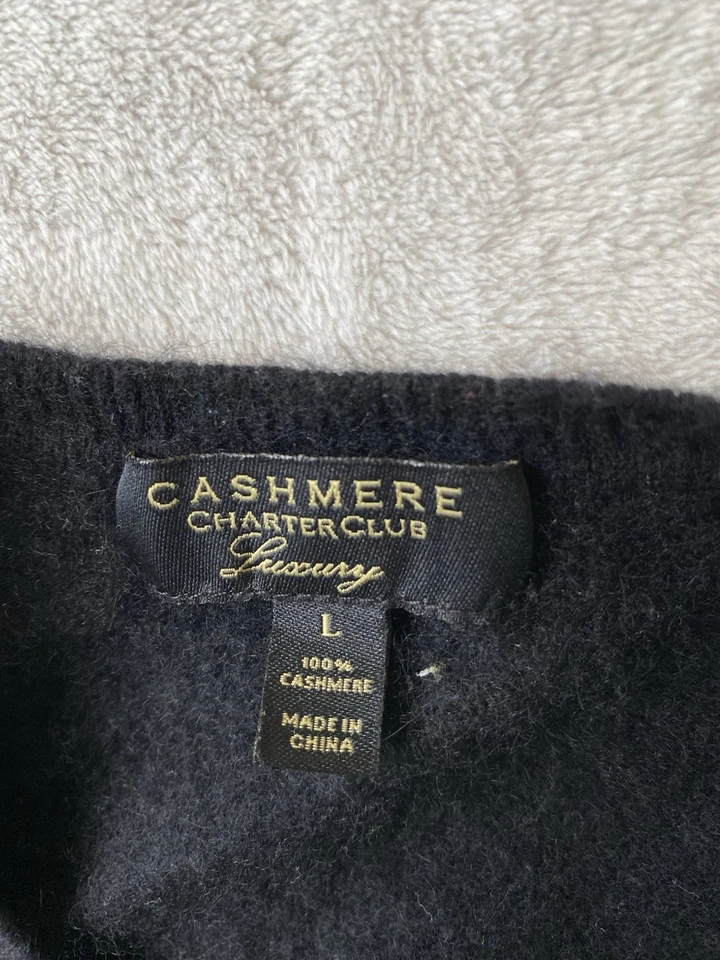 CASHMERE
CHARTER CLUB
Luxury
L
100%
CASHMERE
MADE IN
CHINA